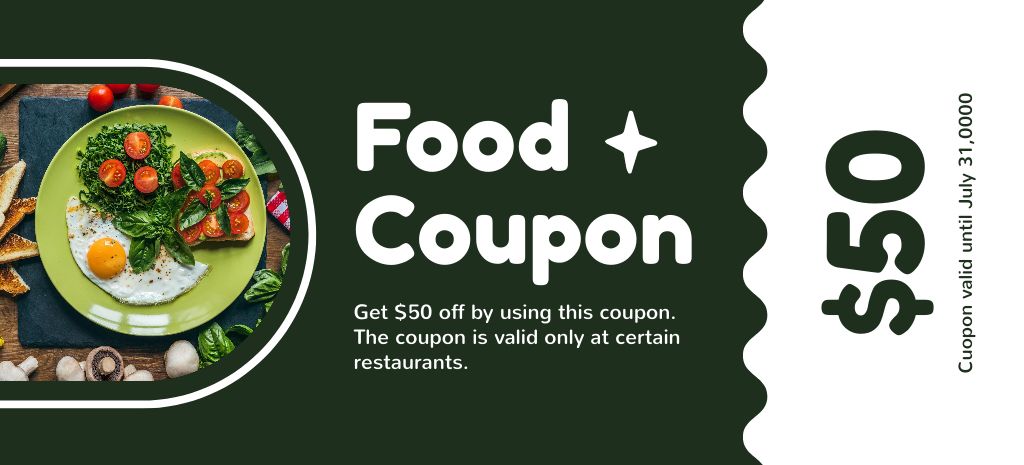 Food
Coupon
Get $50 off by using this coupon.
The coupon is valid only at certain
restaurants.
$50
Cuopon valid until July 31,0000